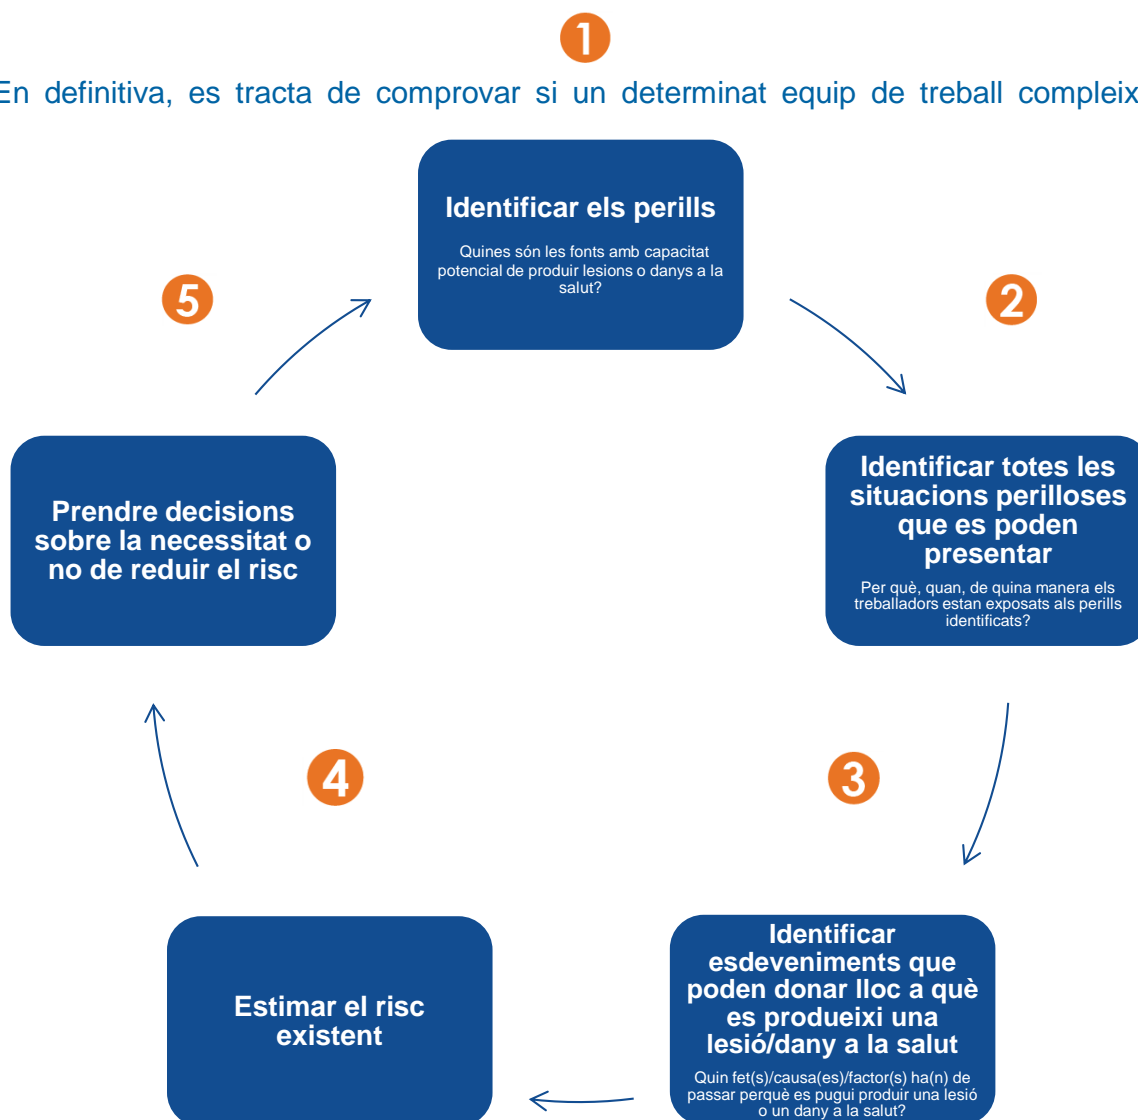 1
En definitiva, es tracta de comprovar si un determinat equip de treball compleix
Identificar els perills
Quines són les fonts amb capacitat
potencial de produir lesions o danys a la
salut?
5
2
Prendre decisions
sobre la necessitat o
no de reduir el risc
Identificar totes les
situacions perilloses
que es poden
presentar
Per què, quan, de quina manera els
treballadors estan exposats als perills
identificats?
4
3
Estimar el risc
existent
Identificar
esdeveniments que
poden donar lloc a què
es produeixi una
lesió/dany a la salut
Quin fet(s)/causa(es)/factor(s) ha(n) de
passar perquè es pugui produir una lesió
o un dany a la salut?